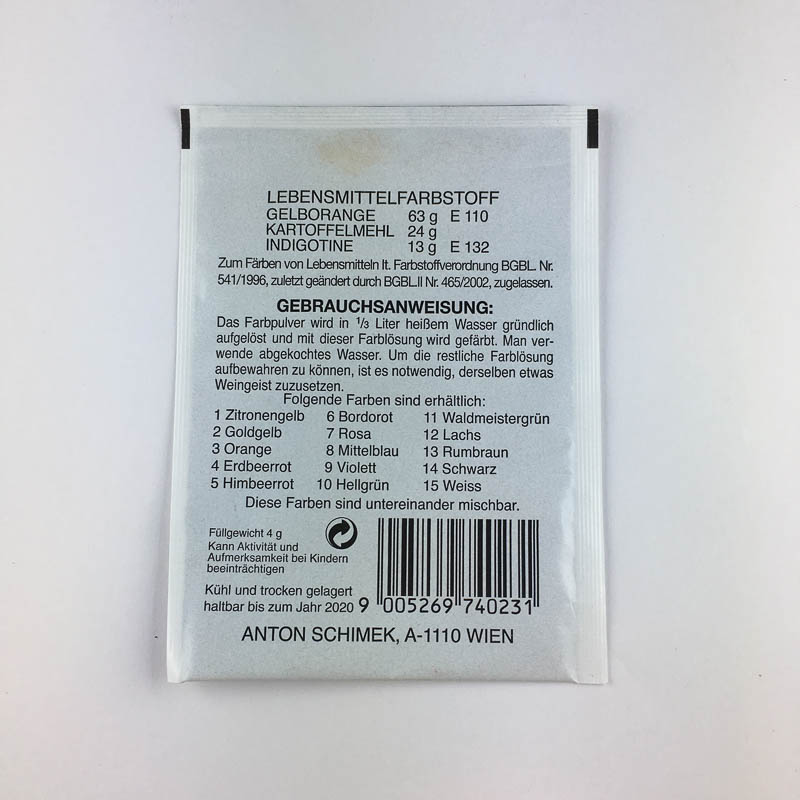 LEBENSMITTELFARBSTOFF
GELBORANGE 63 g E 110
KARTOFFELMEHL 24 g
INDIGOTINE 13 g E 132
Zum Färben von Lebensmitteln lt. Farbstoffverordnung BGBL. Nr.
541/1996, zuletzt geändert durch BGBL.II Nr. 465/2002, zugelassen.
GEBRAUCHSANWEISUNG:
Das Farbpulver wird in 1/3 Liter heißem Wasser gründlich
aufgelöst und mit dieser Farblösung wird gefärbt. Man ver-
wende abgekochtes Wasser. Um die restliche Farblösung
aufbewahren zu können, ist es notwendig, derselben etwas
Weingeist zuzusetzen.
Folgende Farben sind erhältlich:
1 Zitronengelb 6 Bordorot 11 Waldmeistergrün
2 Goldgelb 7 Rosa 12 Lachs
3 Orange 8 Mittelblau 13 Rumbraun
4 Erdbeerrot 9 Violett 14 Schwarz
5 Himbeerrot 10 Hellgrün 15 Weiss
Diese Farben sind untereinander mischbar.
Füllgewicht 4 g
Kann Aktivität und
Aufmerksamkeit bei Kindern
beeinträchtigen
Kühl und trocken gelagert
haltbar bis zum Jahr 2020
9 005269 740231
ANTON SCHIMEK, A-1110 WIEN